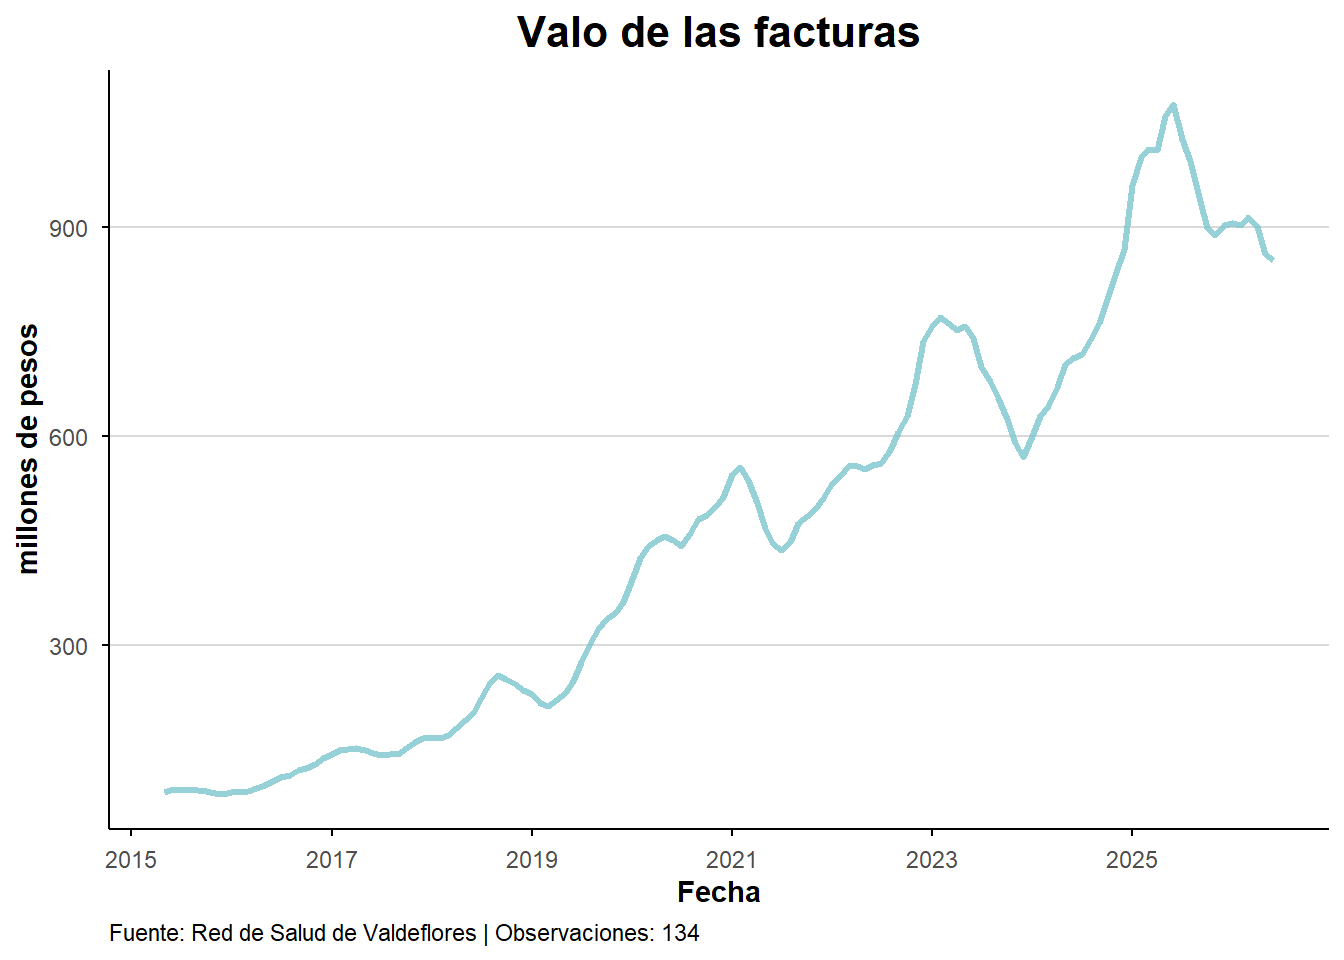 Valo de las facturas
millones de pesos
900
600
300
2015 2017 2019 2021 2023 2025
Fecha
Fuente: Red de Salud de Valdeflores | Observaciones: 134